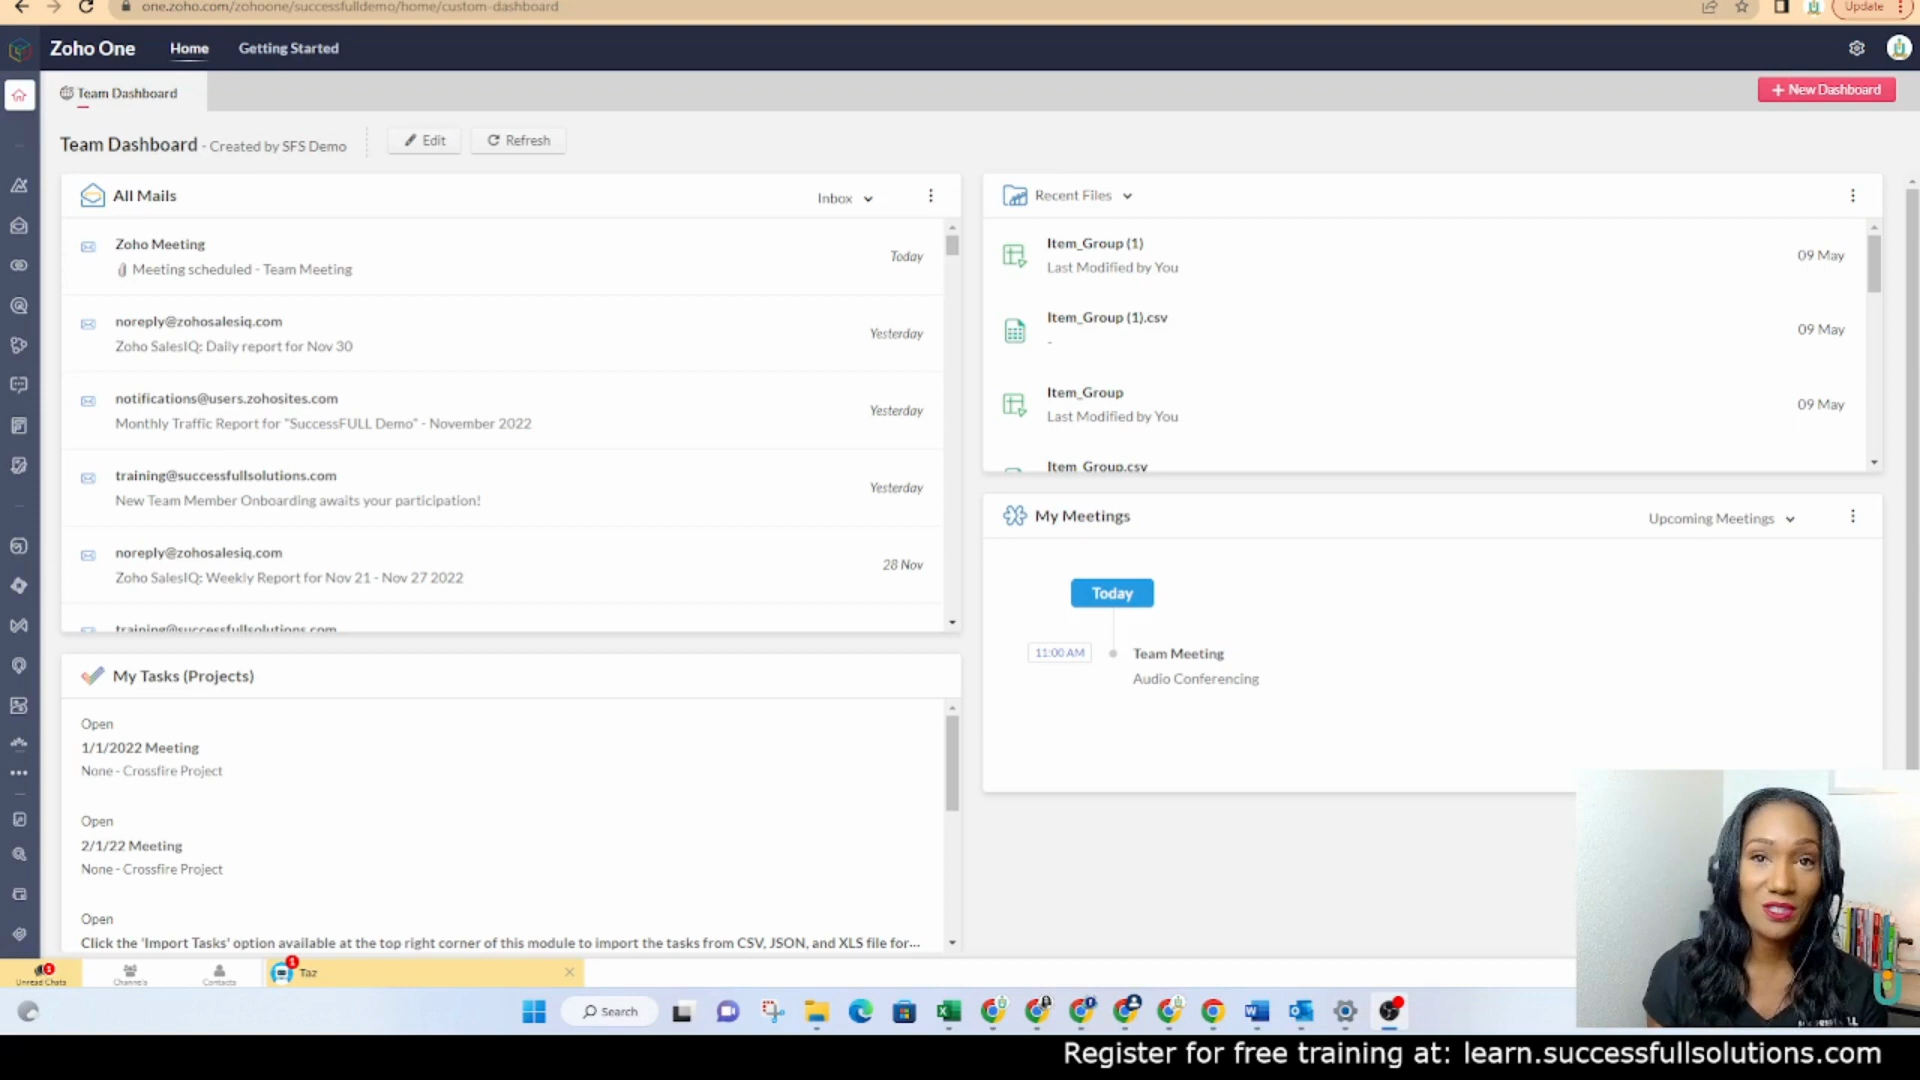 one.zoho.com/zohoone/successfulldemo/home/custom-dashboard
Update
Zoho One
Home
Getting Started
Team Dashboard
+ New Dashboard
Team Dashboard - Created by SFS Demo
Edit
Refresh
All Mails
Inbox
Zoho Meeting
Meeting scheduled - Team Meeting
Today
noreply@zohosalesiq.com
Zoho SalesIQ: Daily report for Nov 30
Yesterday
notifications@users.zohosites.com
Monthly Traffic Report for "SuccessFULL Demo" - November 2022
Yesterday
training@successfullsolutions.com
New Team Member Onboarding awaits your participation!
Yesterday
noreply@zohosalesiq.com
Zoho SalesIQ: Weekly Report for Nov 21 - Nov 27 2022
28 Nov
training@successfullsolutions.com
Recent Files
Item_Group (1)
Last Modified by You
09 May
Item_Group (1).csv
-
09 May
Item_Group
Last Modified by You
09 May
Item_Group.csv
My Meetings
Upcoming Meetings
Today
11:00 AM
Team Meeting
Audio Conferencing
My Tasks (Projects)
Open
1/1/2022 Meeting
None - Crossfire Project
Open
2/1/22 Meeting
None - Crossfire Project
Open
Click the 'Import Tasks' option available at the top right corner of this module to import the tasks from CSV, JSON, and XLS file for...
Unread Chats
Channels
Contacts
1
Taz
Search
Register for free training at: learn.successfullsolutions.com